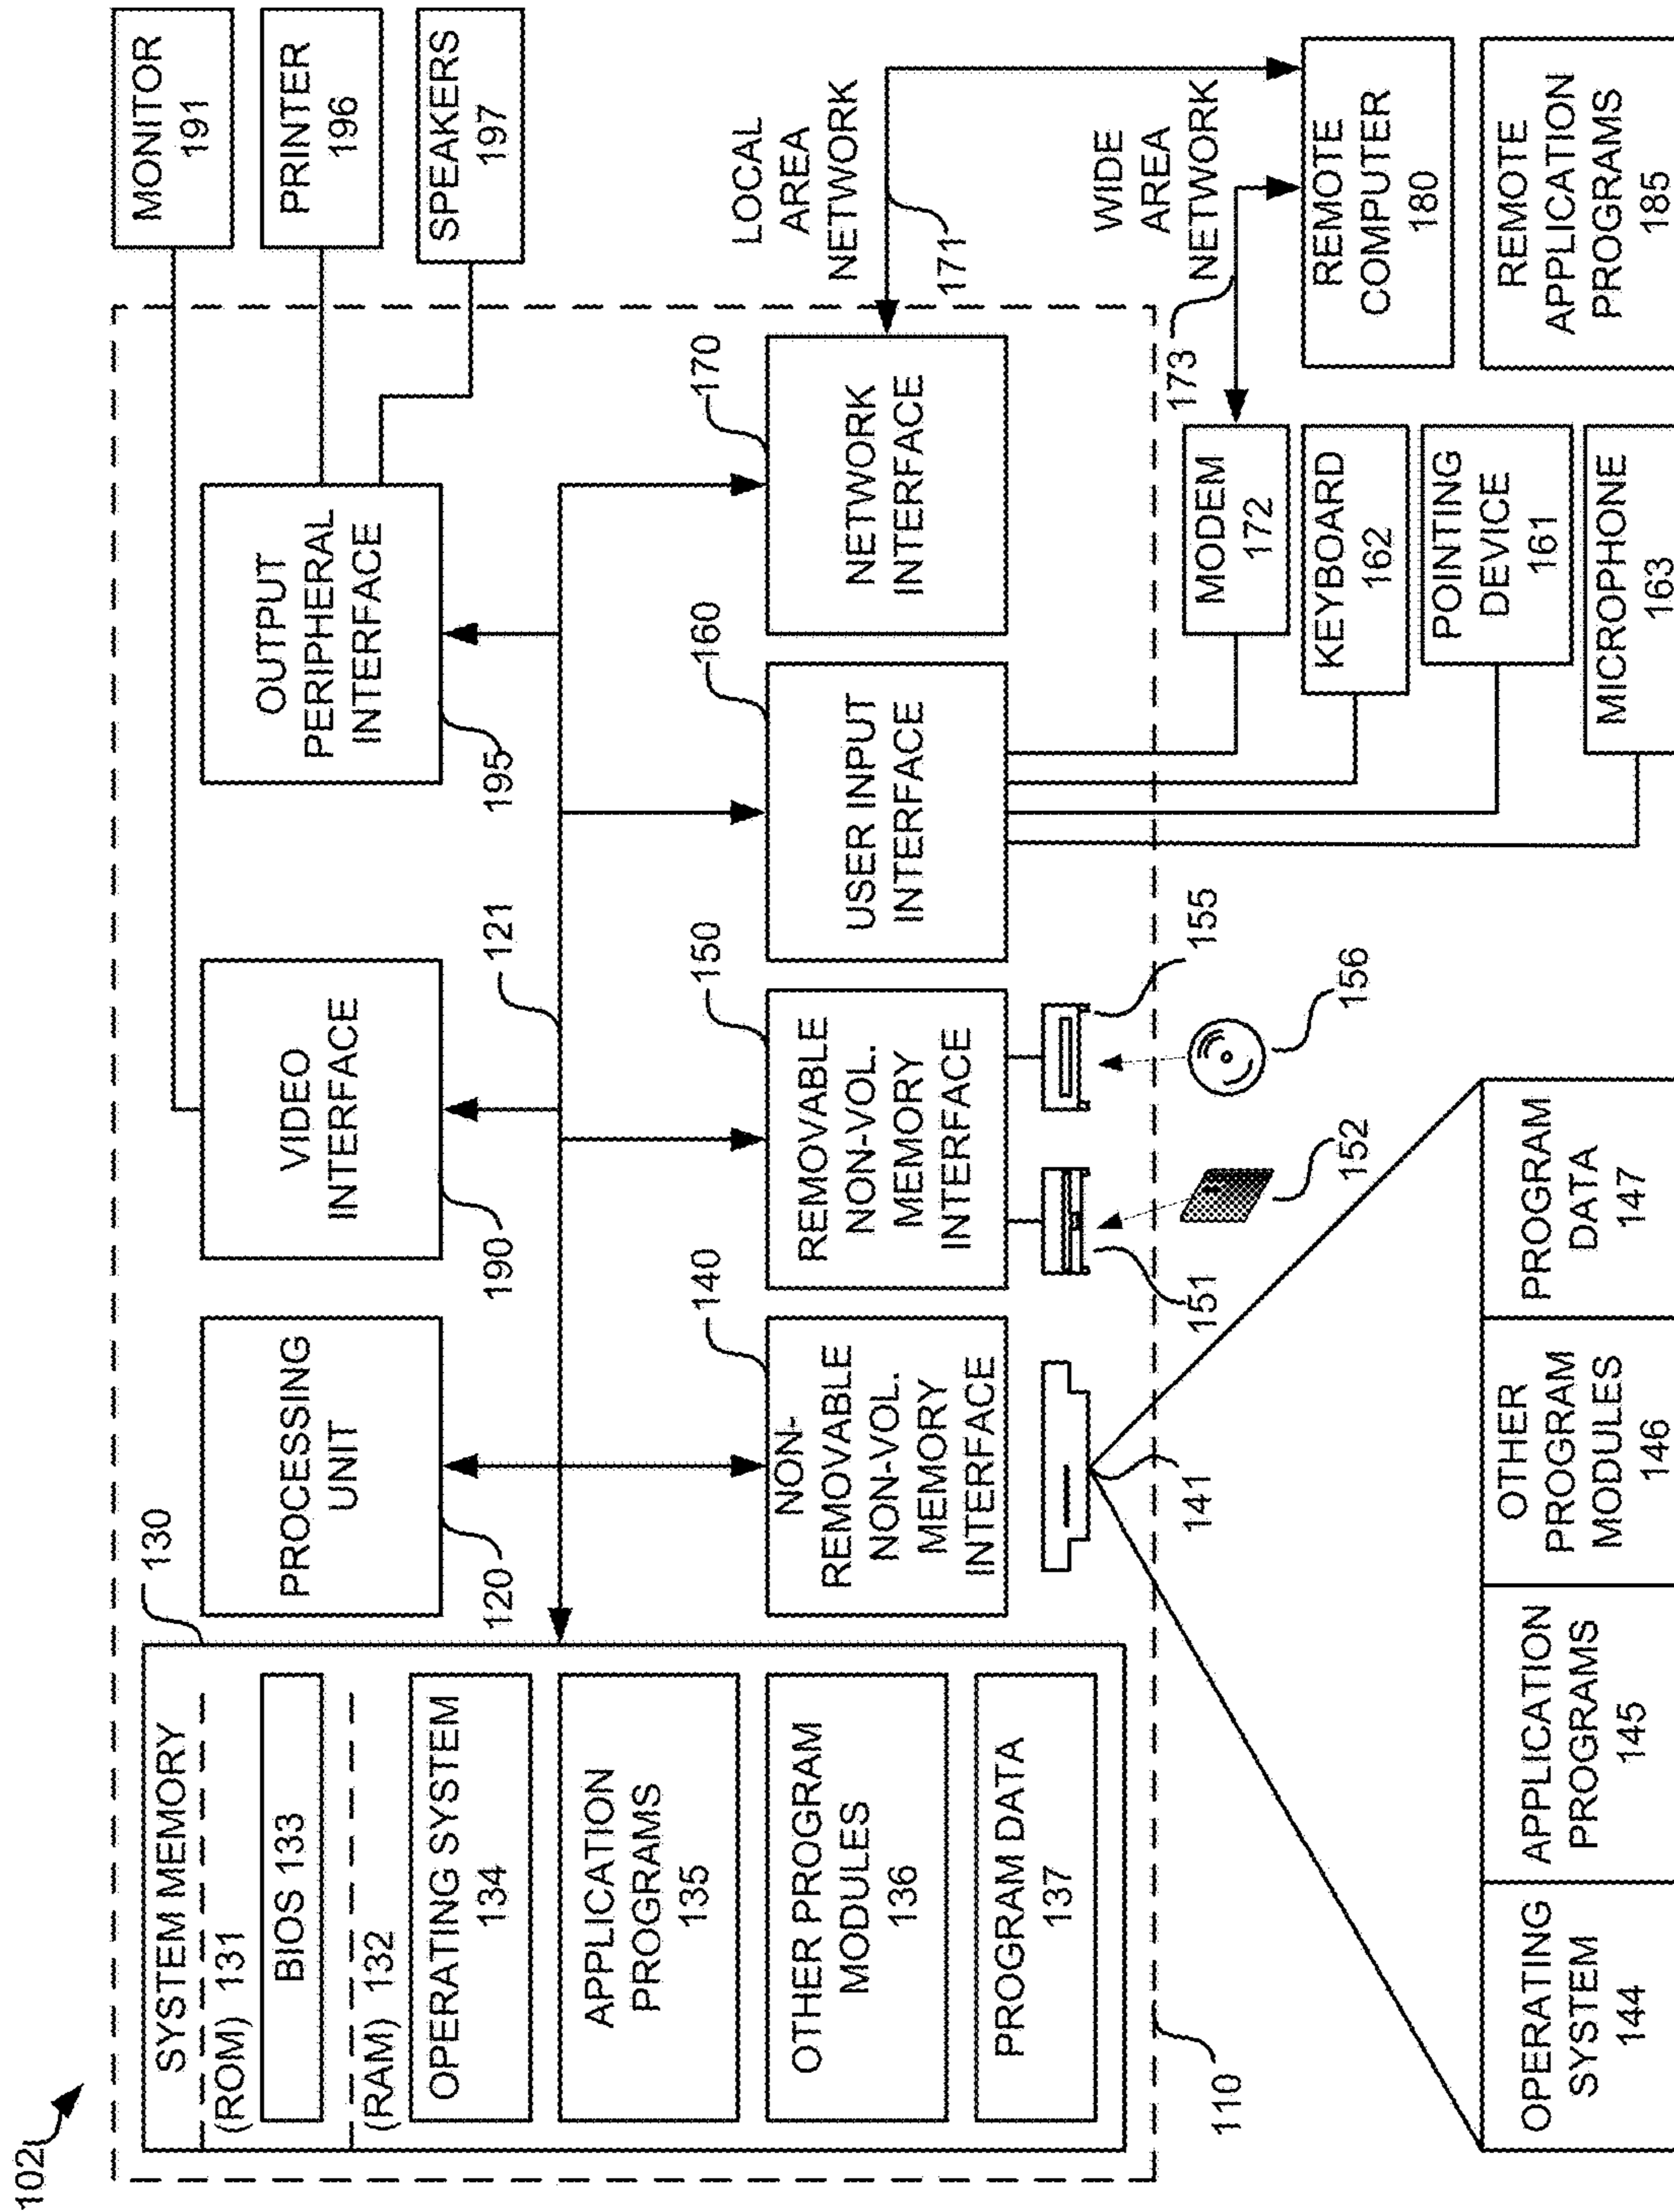 102
SYSTEM MEMORY
(ROM) 131
BIOS 133
(RAM) 132
OPERATING SYSTEM
134
APPLICATION
PROGRAMS
135
OTHER PROGRAM
MODULES
136
PROGRAM DATA
137
130
PROCESSING
UNIT
120
VIDEO
INTERFACE
190
OUTPUT
PERIPHERAL
INTERFACE
195
121
MONITOR
191
PRINTER
196
SPEAKERS
197
140
NON-
REMOVABLE
NON-VOL.
MEMORY
INTERFACE
150
REMOVABLE
NON-VOL.
MEMORY
INTERFACE
160
USER INPUT
INTERFACE
170
NETWORK
INTERFACE
LOCAL
AREA
NETWORK
171
110
141
151
152
155
156
173
WIDE
AREA
NETWORK
MODEM
172
KEYBOARD
162
POINTING
DEVICE
161
MICROPHONE
163
REMOTE
COMPUTER
180
REMOTE
APPLICATION
PROGRAMS
185
OPERATING
SYSTEM
144
APPLICATION
PROGRAMS
145
OTHER
PROGRAM
MODULES
146
PROGRAM
DATA
147